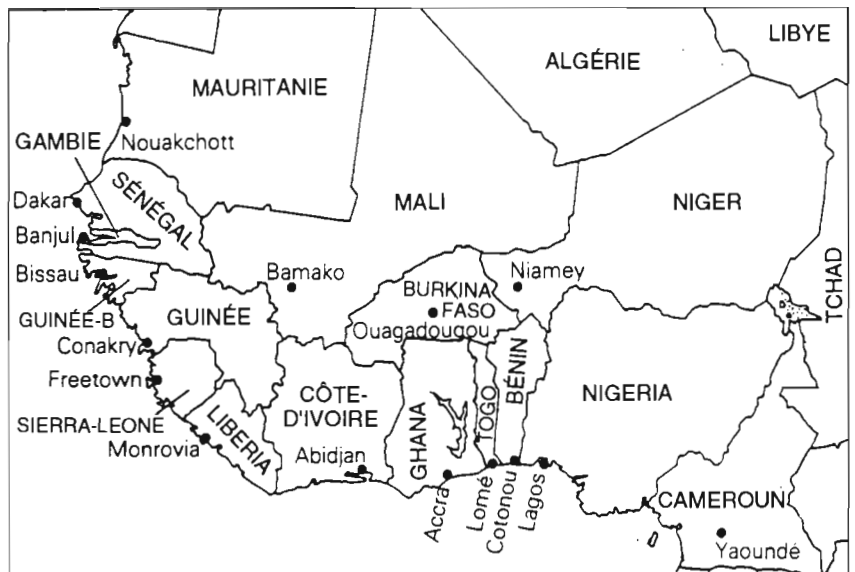 LIBYE
ALGÉRIE
MAURITANIE
GAMBIE
Nouakchott
SÉNÉGAL
Dakar
MALI
NIGER
Banjul
TCHAD
Bissau
Bamako
Niamey
BURKINA
FASO
GUINÉE-B
GUINÉE
Ouagadougou
Conakry
BÉNIN
Freetown
CÔTE-
D'IVOIRE
NIGERIA
TOGO
SIERRA-LEONE
LIBERIA
GHANA
Monrovia
Abidjan
Accra
Lomé
Cotonou
Lagos
CAMEROUN
Yaoundé